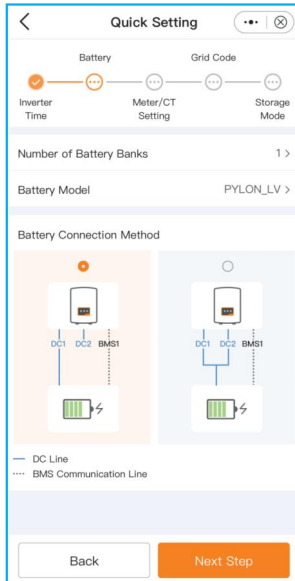 Quick Setting
Battery
Grid Code
Inverter Time
Meter/CT Setting
Storage Mode
Number of Battery Banks
1 >
Battery Model
PYLON_LV >
Battery Connection Method
DC1 DC2 BMS1
DC1 DC2 BMS1
DC Line
BMS Communication Line
Back
Next Step